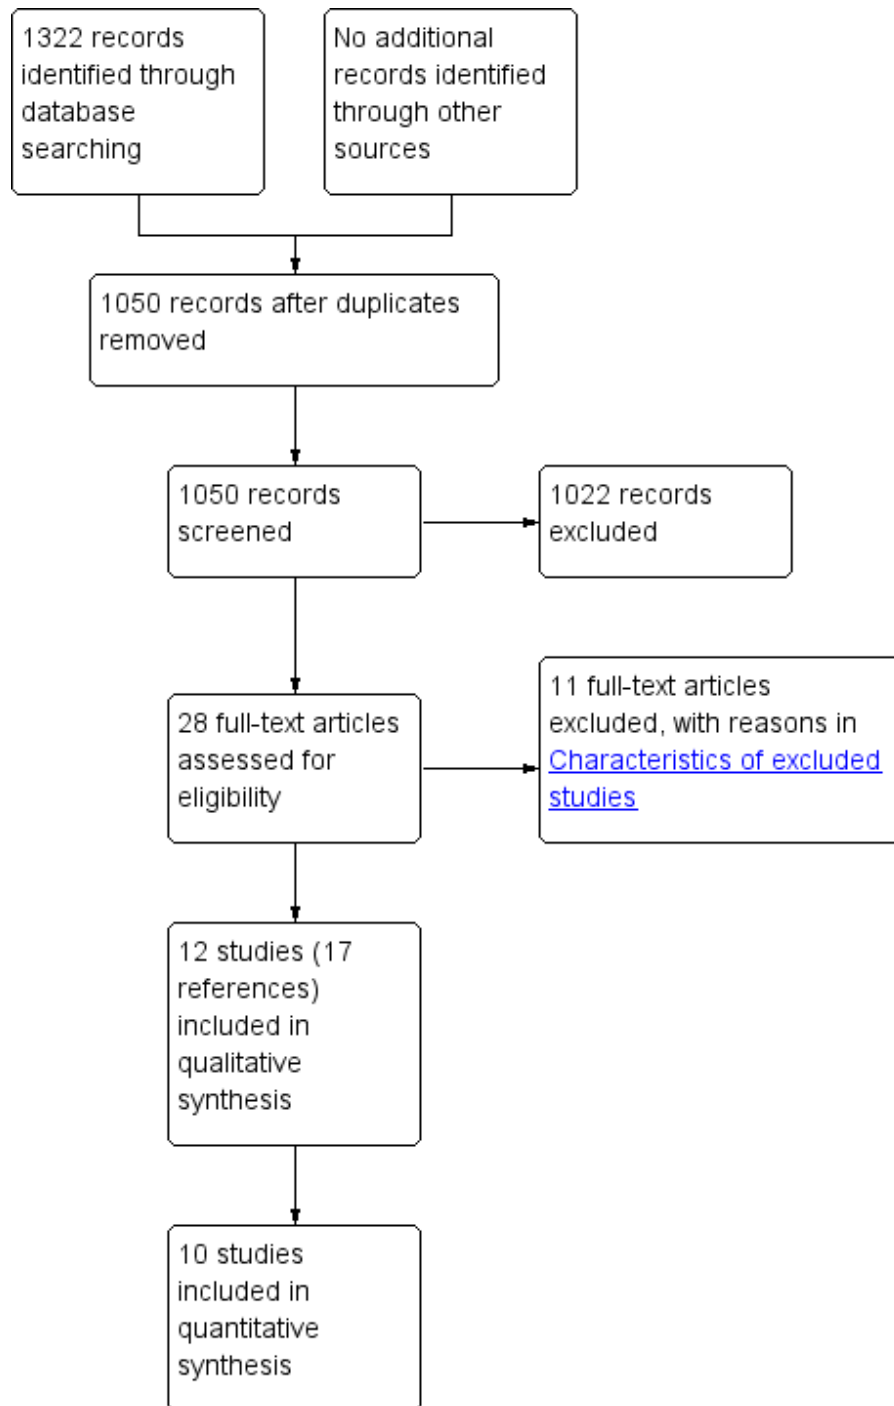 1322 records
identified through
database
searching
No additional
records identified
through other
sources
1050 records after duplicates
removed
1050 records
screened
1022 records
excluded
28 full-text articles
assessed for
eligibility
11 full-text articles
excluded, with reasons in
Characteristics of excluded
studies
12 studies (17
references)
included in
qualitative
synthesis
10 studies
included in
quantitative
synthesis